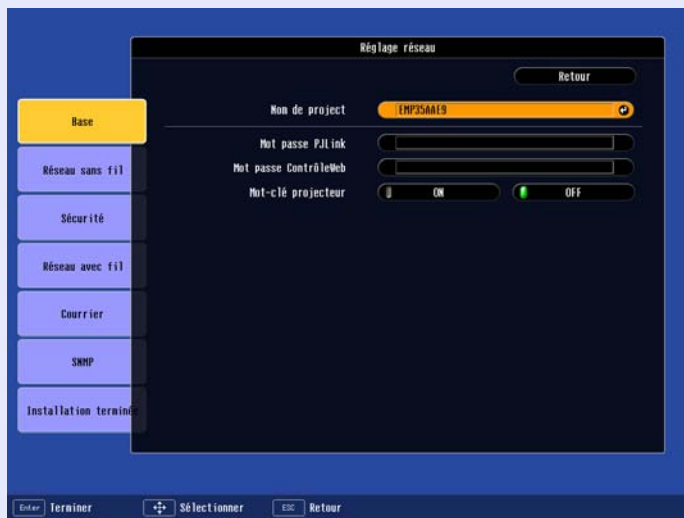 Réglage réseau
Retour
Base
Réseau sans fil
Sécurité
Réseau avec fil
Courrier
SNMP
Installation terminée
Nom de project EMP35AAE9
Mot passe PJLink
Mot passe ContrôleWeb
Mot-clé projecteur ON OFF
Enter Terminer Sélectionner ESC Retour